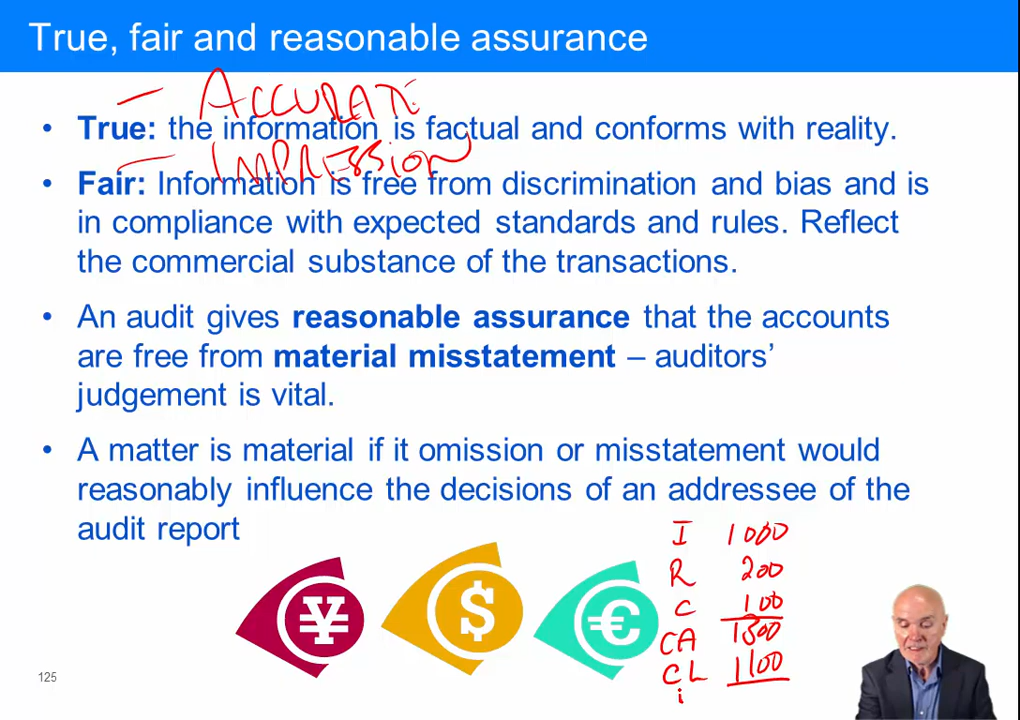 True, fair and reasonable assurance
– ACCURATE
• True: the information is factual and conforms with reality.
– IMPRESSION
• Fair: Information is free from discrimination and bias and is
in compliance with expected standards and rules. Reflect
the commercial substance of the transactions.
• An audit gives reasonable assurance that the accounts
are free from material misstatement – auditors’
judgement is vital.
• A matter is material if it omission or misstatement would
reasonably influence the decisions of an addressee of the
audit report
I 1000
R 200
C 100
CA 1300
CL 1100
i
¥ $ €
125